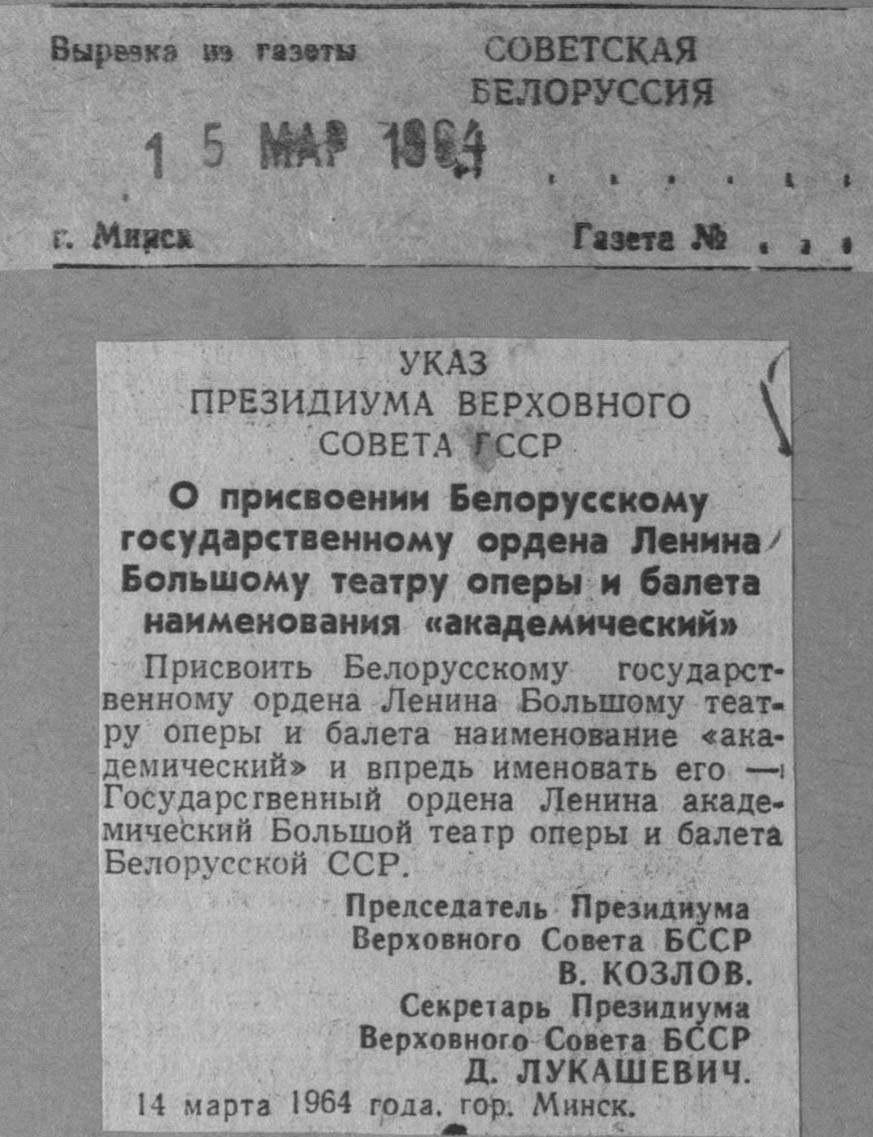 Вырезка из газеты СОВЕТСКАЯ
БЕЛОРУССИЯ
15 МАР 1964
г. Минск Газета № . . .
УКАЗ
ПРЕЗИДИУМА ВЕРХОВНОГО
СОВЕТА БССР
О присвоении Белорусскому
государственному ордена Ленина
Большому театру оперы и балета
наименования «академический»
Присвоить Белорусскому государст-
венному ордена Ленина Большому теат-
ру оперы и балета наименование «ака-
демический» и впредь именовать его —
Государственный ордена Ленина акаде-
мический Большой театр оперы и балета
Белорусской ССР.
Председатель Президиума
Верховного Совета БССР
В. КОЗЛОВ.
Секретарь Президиума
Верховного Совета БССР
Д. ЛУКАШЕВИЧ.
14 марта 1964 года. гор. Минск.